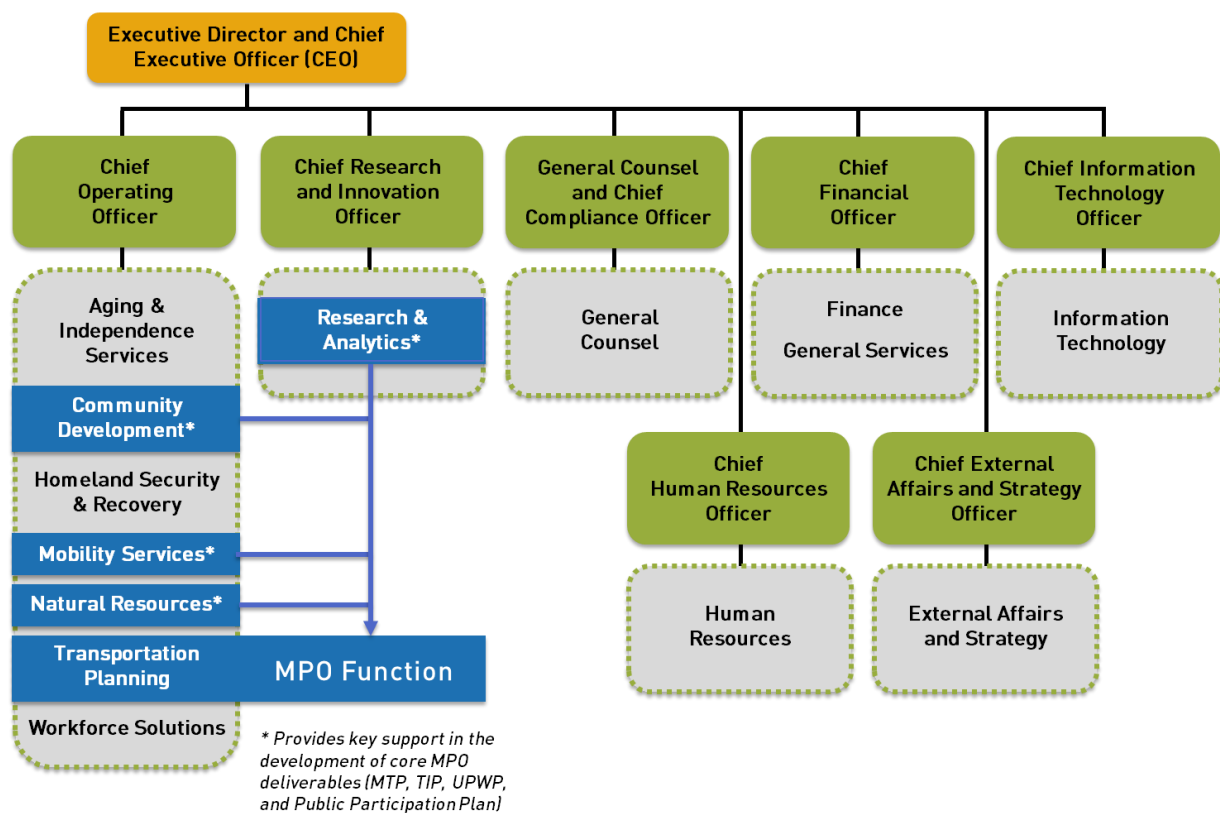 Executive Director and Chief
Executive Officer (CEO)
Chief
Operating
Officer
Chief Research
and Innovation
Officer
General Counsel
and Chief
Compliance Officer
Chief
Financial
Officer
Chief Information
Technology
Officer
Aging &
Independence
Services
Community
Development*
Homeland Security
& Recovery
Mobility Services*
Natural Resources*
Transportation
Planning
Workforce Solutions
Research &
Analytics*
MPO Function
* Provides key support in the
development of core MPO
deliverables (MTP, TIP, UPWP,
and Public Participation Plan)
General
Counsel
Finance
General Services
Information
Technology
Chief
Human Resources
Officer
Chief External
Affairs and Strategy
Officer
Human
Resources
External Affairs
and Strategy